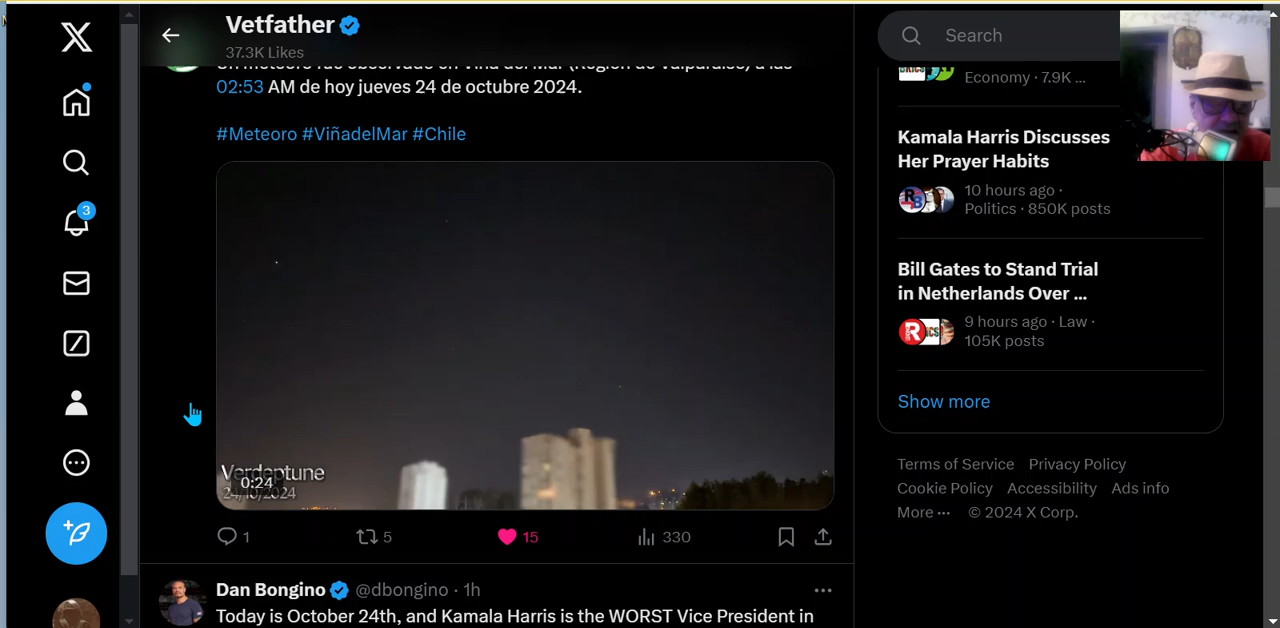 Vetfather
37.3K Likes
Un meteoro fue observado en Viña del Mar (Región de Valparaíso) a las
02:53 AM de hoy jueves 24 de octubre 2024.
#Meteoro #ViñadelMar #Chile
Verdeptune
0:24
24/10/2024
1
5
15
330
Dan Bongino @dbongino · 1h
Today is October 24th, and Kamala Harris is the WORST Vice President in
3
Search
Economy · 7.9K ...
Kamala Harris Discusses
Her Prayer Habits
10 hours ago ·
Politics · 850K posts
Bill Gates to Stand Trial
in Netherlands Over ...
9 hours ago · Law ·
105K posts
Show more
Terms of Service Privacy Policy
Cookie Policy Accessibility Ads info
More ··· © 2024 X Corp.